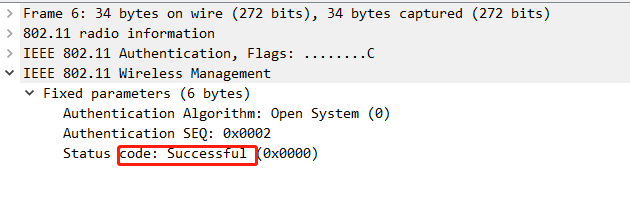 Frame 6: 34 bytes on wire (272 bits), 34 bytes captured (272 bits)
802.11 radio information
IEEE 802.11 Authentication, Flags: ........C
IEEE 802.11 Wireless Management
Fixed parameters (6 bytes)
Authentication Algorithm: Open System (0)
Authentication SEQ: 0x0002
Status code: Successful (0x0000)